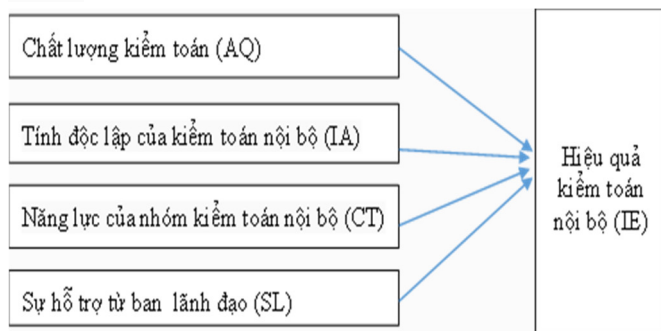 Chất lượng kiểm toán (AQ)
Tính độc lập của kiểm toán nội bộ (IA)
Năng lực của nhóm kiểm toán nội bộ (CT)
Sự hỗ trợ từ ban lãnh đạo (SL)
Hiệu quả
kiểm toán
nội bộ (IE)